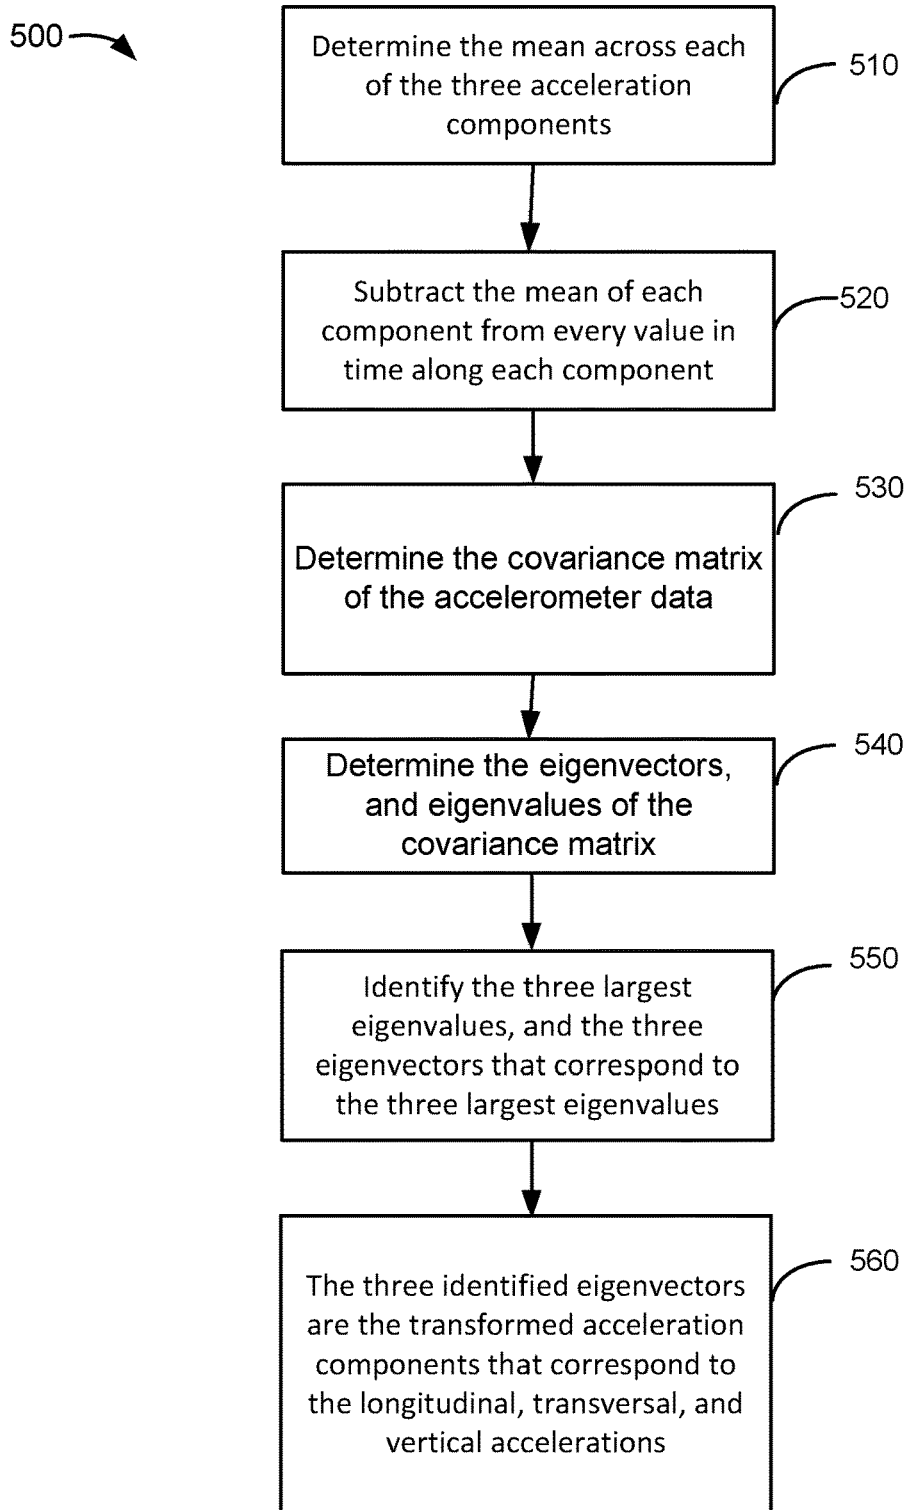 500
Determine the mean across each
of the three acceleration
components
510
Subtract the mean of each
component from every value in
time along each component
520
Determine the covariance matrix
of the accelerometer data
530
Determine the eigenvectors,
and eigenvalues of the
covariance matrix
540
Identify the three largest
eigenvalues, and the three
eigenvectors that correspond to
the three largest eigenvalues
550
The three identified eigenvectors
are the transformed acceleration
components that correspond to
the longitudinal, transversal, and
vertical accelerations
560